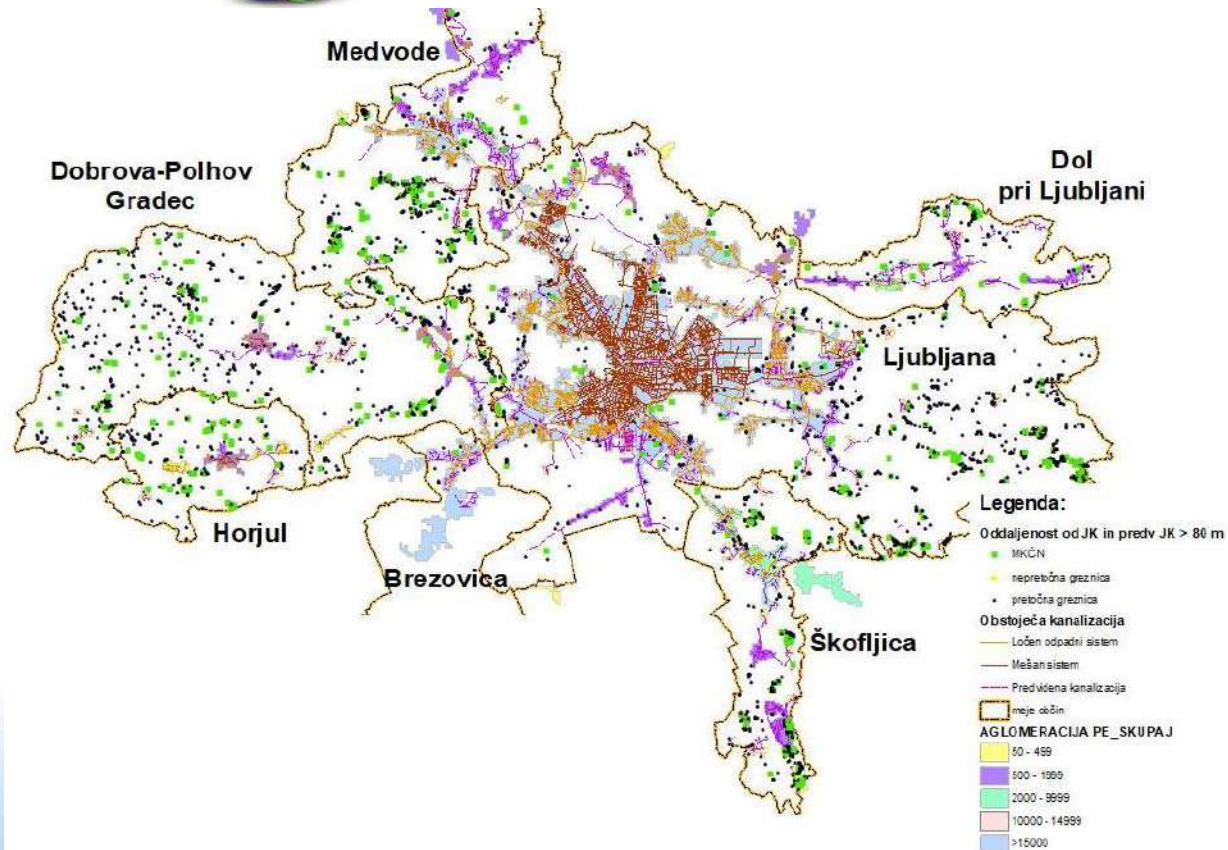 Medvode
Dobrova-Polhov
Gradec
Dol
pri Ljubljani
Ljubljana
Horjul
Brezovica
Škofljica
Legenda:
Oddaljenost od JK in predv JK > 80 m
MKČN
nepretočna greznica
pretočna greznica
Obstoječa kanalizacija
Ločen odpadni sistem
Mešan sistem
Predvidena kanalizacija
meje občin
AGLOMERACIJA PE_SKUPAJ
50 - 499
500 - 1999
2000 - 9999
10000 - 14999
>15000